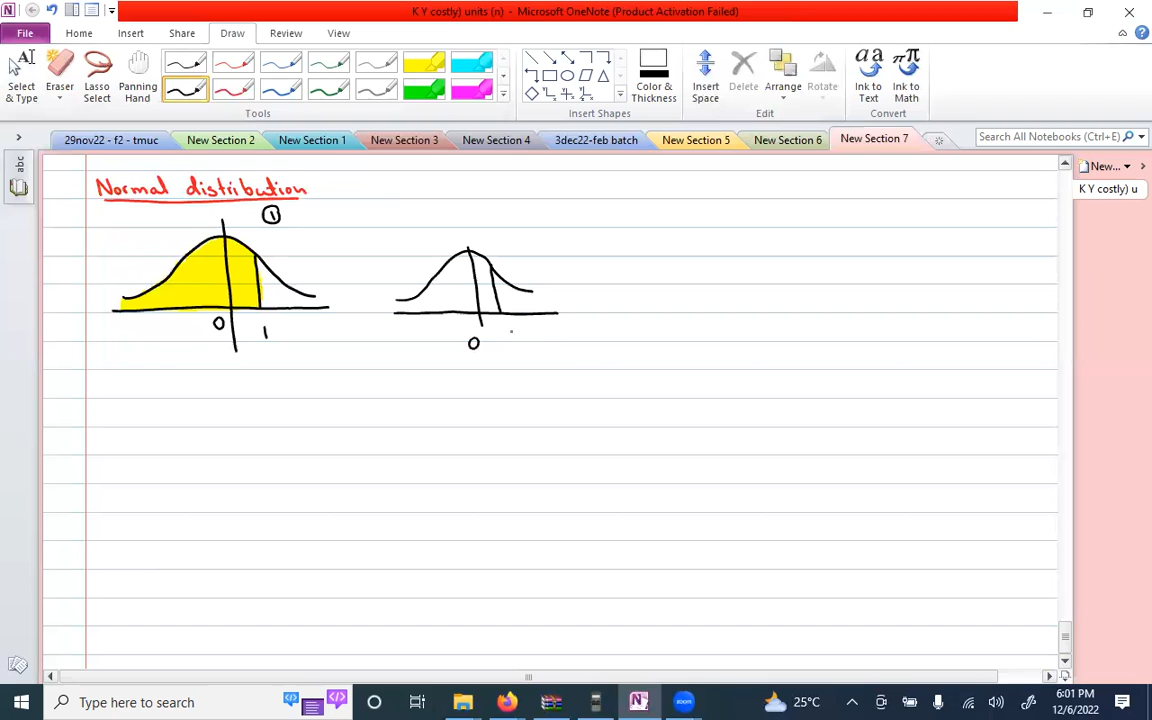 K Y costly) units (n) - Microsoft OneNote (Product Activation Failed)
File Home Insert Share Draw Review View
Select & Type
Eraser
Lasso Select
Panning Hand
Color & Thickness
Insert Space
Delete
Arrange
Rotate
Ink to Text
Ink to Math
Tools
Insert Shapes
Edit
Convert
29nov22 - f2 - tmuc
New Section 2
New Section 1
New Section 3
New Section 4
3dec22-feb batch
New Section 5
New Section 6
New Section 7
Search All Notebooks (Ctrl+E)
New...
K Y costly) u
abc
Normal distribution
①
0 1
0
Type here to search
25°C
6:01 PM
12/6/2022